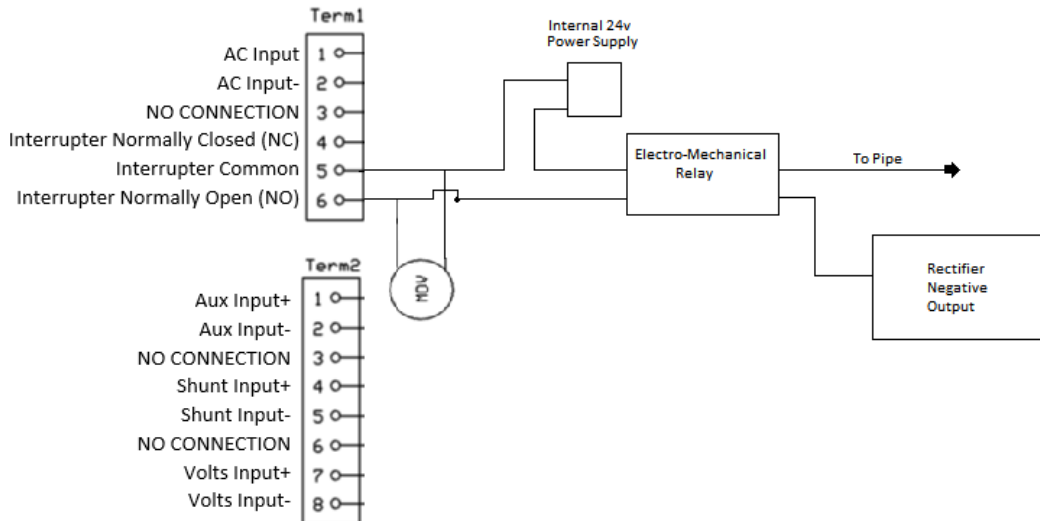 Term1
AC Input 1
AC Input- 2
NO CONNECTION 3
Interrupter Normally Closed (NC) 4
Interrupter Common 5
Interrupter Normally Open (NO) 6
Internal 24v
Power Supply
Electro-Mechanical
Relay
To Pipe
Rectifier
Negative
Output
MOV
Term2
Aux Input+ 1
Aux Input- 2
NO CONNECTION 3
Shunt Input+ 4
Shunt Input- 5
NO CONNECTION 6
Volts Input+ 7
Volts Input- 8